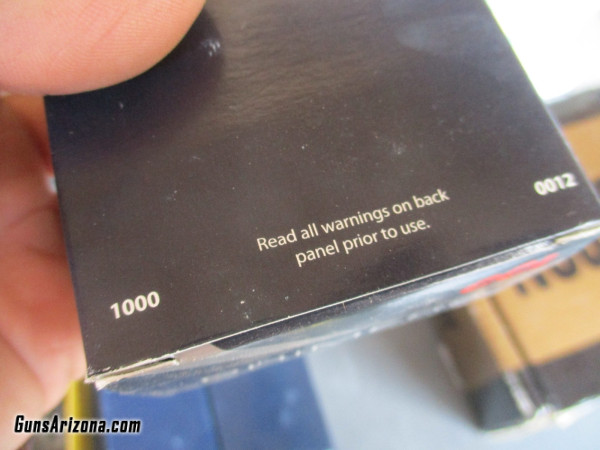 0012
Read all warnings on back
panel prior to use.
1000
GunsArizona.com